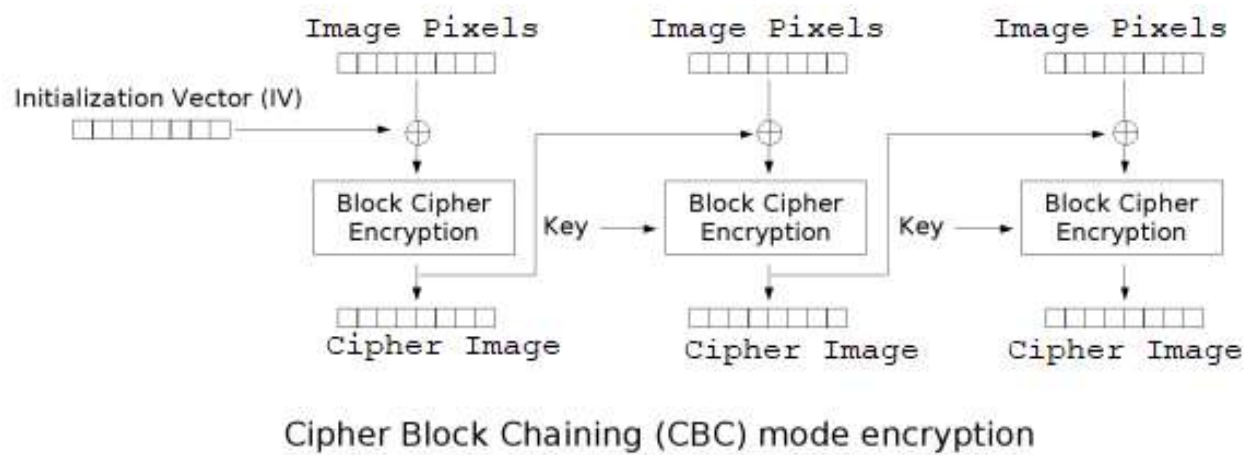 Image Pixels
Image Pixels
Image Pixels
Initialization Vector (IV)
Block Cipher
Encryption
Key
Block Cipher
Encryption
Key
Block Cipher
Encryption
Cipher Image
Cipher Image
Cipher Image
Cipher Block Chaining (CBC) mode encryption